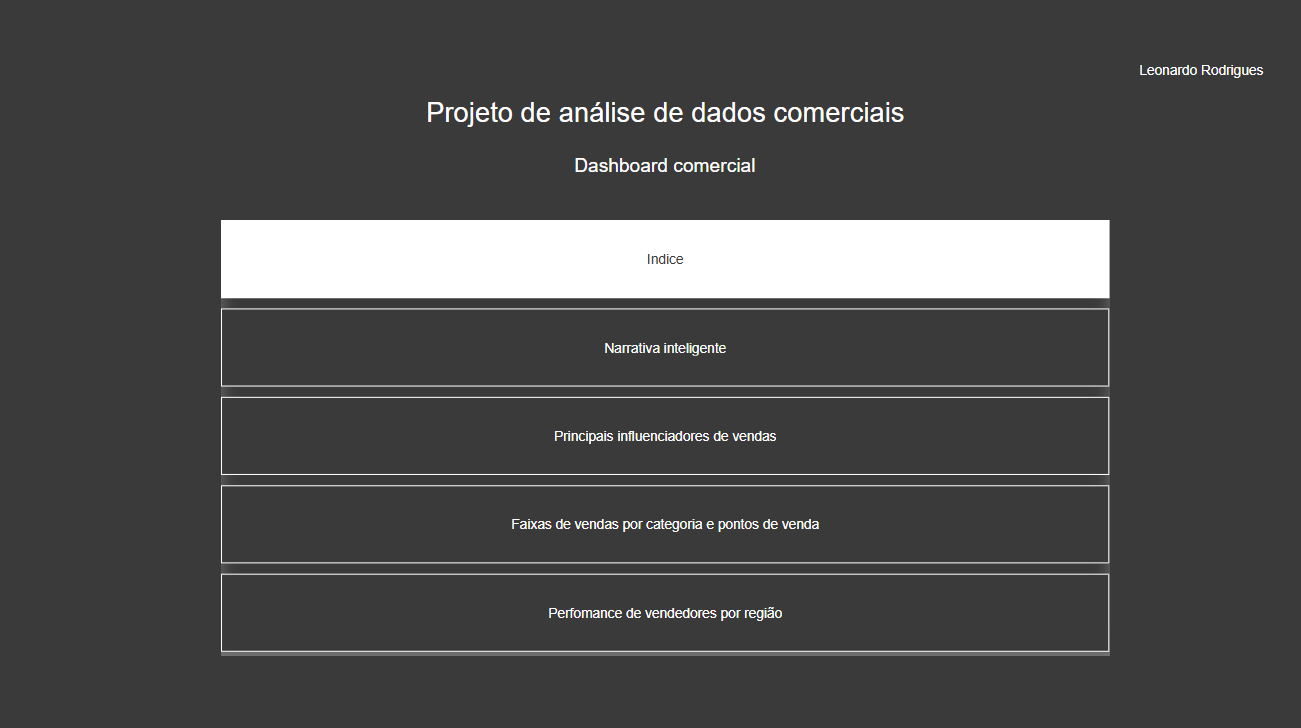 Leonardo Rodrigues
Projeto de análise de dados comerciais
Dashboard comercial
Indice
Narrativa inteligente
Principais influenciadores de vendas
Faixas de vendas por categoria e pontos de venda
Perfomance de vendedores por região